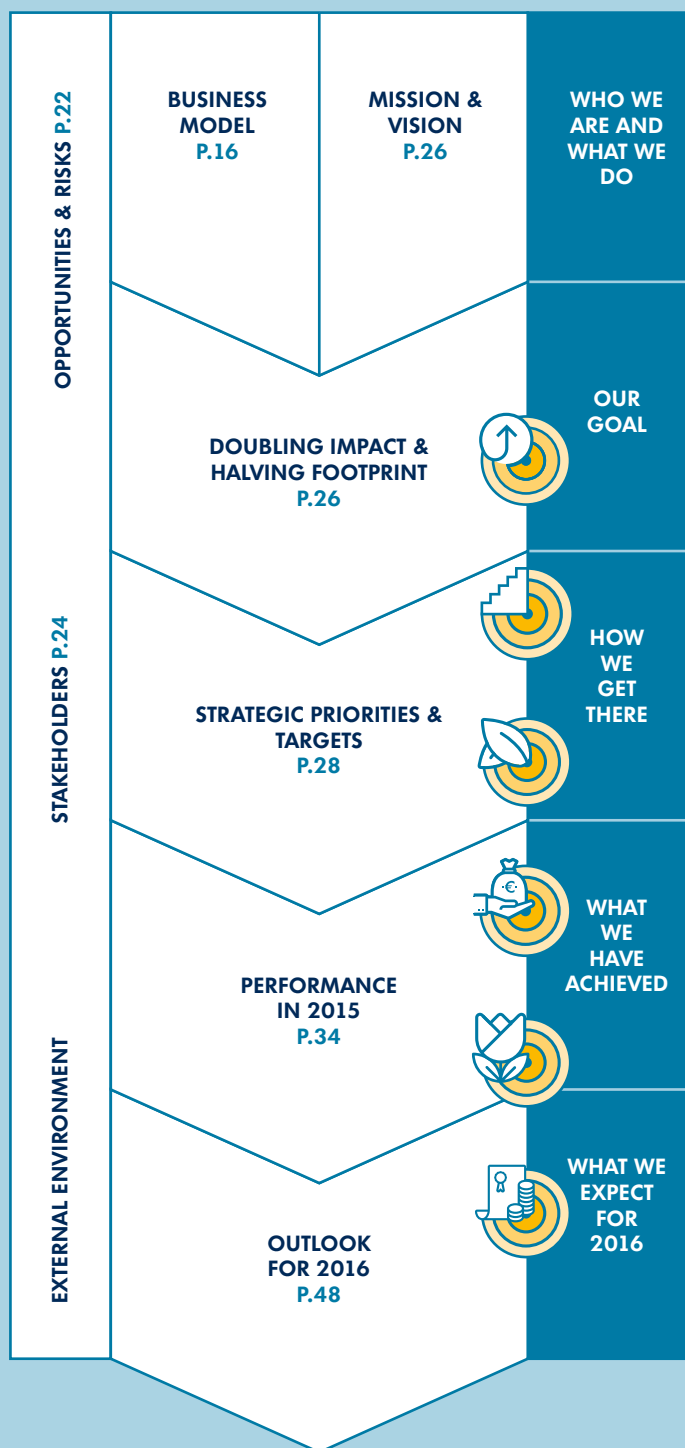 OPPORTUNITIES & RISKS P.22
STAKEHOLDERS P.24
EXTERNAL ENVIRONMENT
BUSINESS
MODEL
P.16
MISSION &
VISION
P.26
WHO WE
ARE AND
WHAT WE
DO
DOUBLING IMPACT &
HALVING FOOTPRINT
P.26
OUR
GOAL
STRATEGIC PRIORITIES &
TARGETS
P.28
HOW
WE
GET
THERE
PERFORMANCE
IN 2015
P.34
€
WHAT
WE
HAVE
ACHIEVED
OUTLOOK
FOR 2016
P.48
WHAT WE
EXPECT
FOR
2016